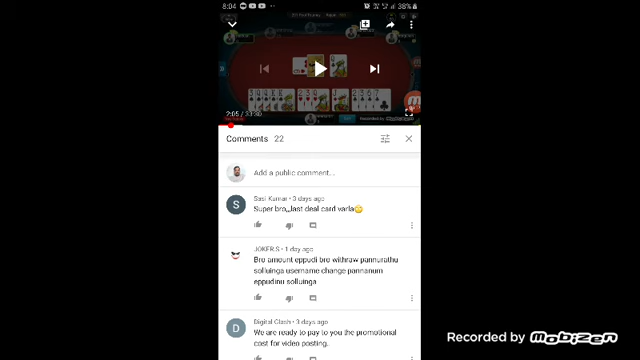 8:04
38%
2:05 / 33:30
Recorded by
Comments 22
Add a public comment...
Sasi Kumar • 3 days ago
Super bro,,,last deal card varla🙄
JOKER S • 1 day ago
Bro amount eppudi bro withraw pannurathu
solluinga username change pannanum
eppudinu solluinga
Digital Clash • 3 days ago
We are ready to pay to you the promotional
cost for video posting.
Recorded by Mobizen